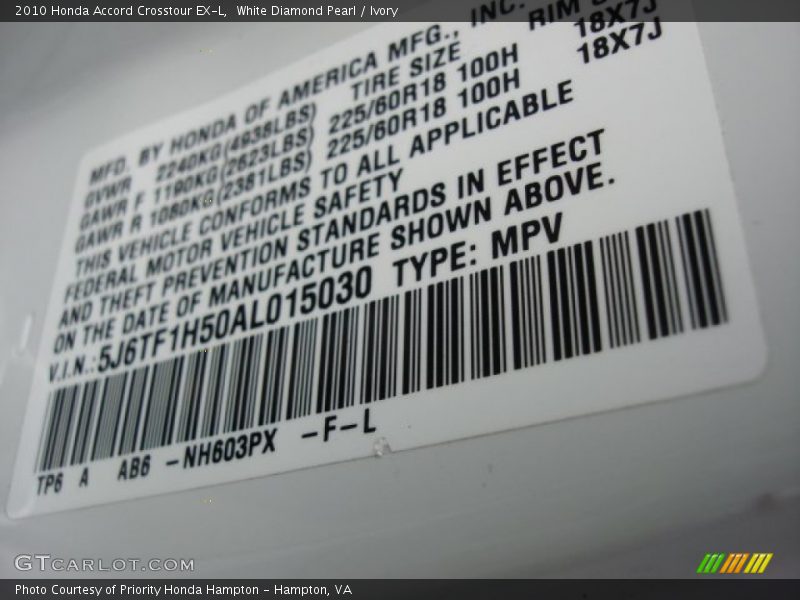 2010 Honda Accord Crosstour EX-L, White Diamond Pearl / Ivory
MFD. BY HONDA OF AMERICA MFG., INC.
GVWR 2240KG(4938LBS) TIRE SIZE RIM
GAWR F 1190KG(2623LBS) 225/60R18 100H 18X7J
GAWR R 1080KG(2381LBS) 225/60R18 100H 18X7J
THIS VEHICLE CONFORMS TO ALL APPLICABLE
FEDERAL MOTOR VEHICLE SAFETY
AND THEFT PREVENTION STANDARDS IN EFFECT
ON THE DATE OF MANUFACTURE SHOWN ABOVE.
V.I.N.: 5J6TF1H50AL015030 TYPE: MPV
TP6 A AB6 -NH603PX -F-L
GTCARLOT.COM
Photo Courtesy of Priority Honda Hampton - Hampton, VA